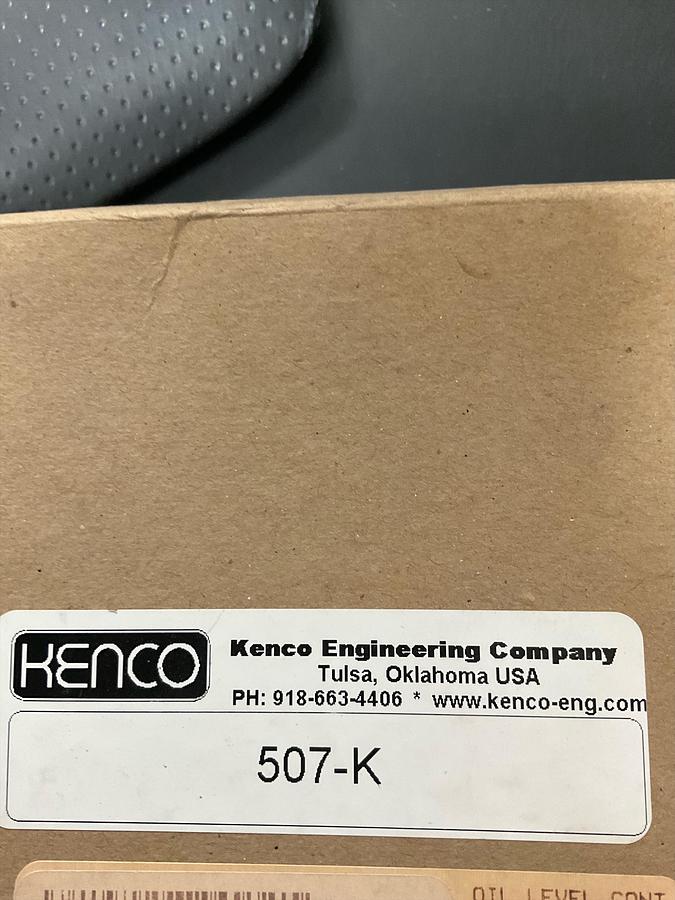 KENCO
Kenco Engineering Company
Tulsa, Oklahoma USA
PH: 918-663-4406 * www.kenco-eng.com
507-K
OIL LEVEL CONT